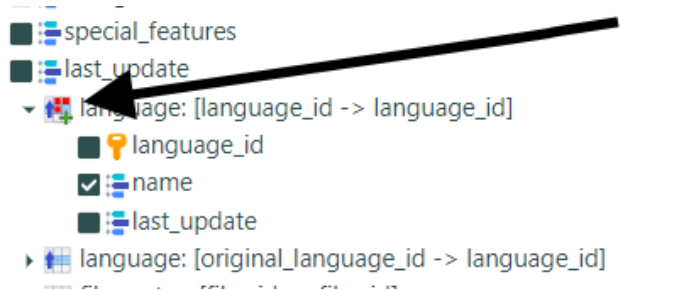 special_features
last_update
language: [language_id -> language_id]
language_id
name
last_update
language: [original_language_id -> language_id]